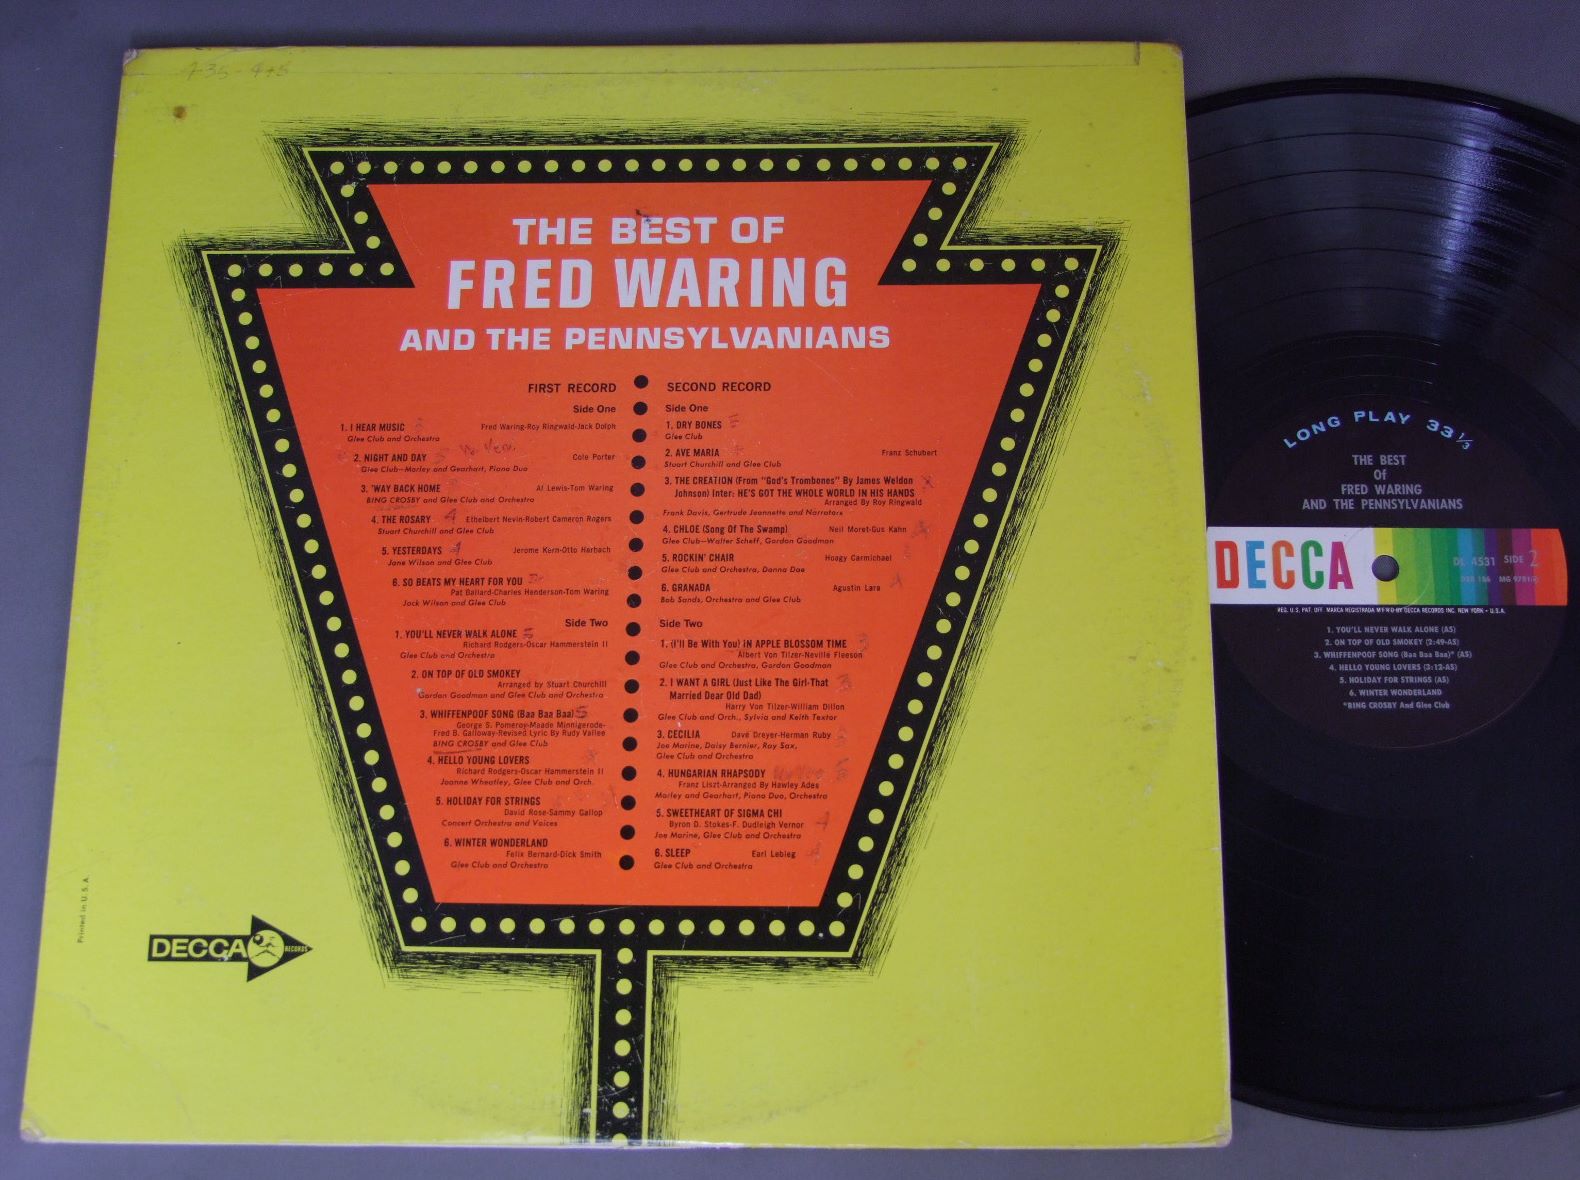 THE BEST OF
FRED WARING
AND THE PENNSYLVANIANS
FIRST RECORD
Side One
1. I HEAR MUSIC Fred Waring-Roy Ringwald-Jack Dolph
Glee Club and Orchestra
2. NIGHT AND DAY Cole Porter
Glee Club—Morley and Gearhart, Piano Duo
3. 'WAY BACK HOME Al Lewis-Tom Waring
BING CROSBY and Glee Club and Orchestra
4. THE ROSARY Ethelbert Nevin-Robert Cameron Rogers
Stuart Churchill and Glee Club
5. YESTERDAYS Jerome Kern-Otto Harbach
Jane Wilson and Glee Club
6. SO BEATS MY HEART FOR YOU
Pat Ballard-Charles Henderson-Tom Waring
Jack Wilson and Glee Club
Side Two
1. YOU'LL NEVER WALK ALONE
Richard Rodgers-Oscar Hammerstein II
Glee Club and Orchestra
2. ON TOP OF OLD SMOKEY
Arranged by Stuart Churchill
Gordon Goodman and Glee Club and Orchestra
3. WHIFFENPOOF SONG (Baa Baa Baa)
George S. Pomeroy-Meade Minnigerode-
Fred B. Galloway-Revised Lyric By Rudy Vallee
BING CROSBY and Glee Club
4. HELLO YOUNG LOVERS
Richard Rodgers-Oscar Hammerstein II
Joanne Wheatley, Glee Club and Orch.
5. HOLIDAY FOR STRINGS
David Rose-Sammy Gallop
Concert Orchestra and Voices
6. WINTER WONDERLAND
Felix Bernard-Dick Smith
Glee Club and Orchestra
SECOND RECORD
Side One
1. DRY BONES
Glee Club
2. AVE MARIA Franz Schubert
Stuart Churchill and Glee Club
3. THE CREATION (From "God's Trombones" By James Weldon
Johnson) Inter: HE'S GOT THE WHOLE WORLD IN HIS HANDS
Arranged By Roy Ringwald
Frank Davis, Gertrude Jeannette and Narrators
4. CHLOE (Song Of The Swamp) Neil Moret-Gus Kahn
Glee Club—Walter Scheff, Gordon Goodman
5. ROCKIN' CHAIR Hoagy Carmichael
Glee Club and Orchestra, Donna Dae
6. GRANADA Agustin Lara
Bob Sands, Orchestra and Glee Club
Side Two
1. (I'll Be With You) IN APPLE BLOSSOM TIME
Albert Von Tilzer-Neville Fleeson
Glee Club and Orchestra, Gordon Goodman
2. I WANT A GIRL (Just Like The Girl-That
Married Dear Old Dad)
Harry Von Tilzer-William Dillon
Glee Club and Orch., Sylvia and Keith Textor
3. CECILIA Dave Dreyer-Herman Ruby
Joe Marine, Daisy Bernier, Ray Sax,
Glee Club and Orchestra
4. HUNGARIAN RHAPSODY
Franz Liszt-Arranged By Hawley Ades
Morley and Gearhart, Piano Duo, Orchestra
5. SWEETHEART OF SIGMA CHI
Byron D. Stokes-F. Dudleigh Vernor
Joe Marine, Glee Club and Orchestra
6. SLEEP Earl Lebieg
Glee Club and Orchestra
Printed in U.S.A.
DECCA RECORDS
LONG PLAY 33 1/3
THE BEST
Of
FRED WARING
AND THE PENNSYLVANIANS
DECCA
DL 4531 SIDE 2
REG. U.S. PAT. OFF. MARCA REGISTRADA MF'R'D BY DECCA RECORDS INC. NEW YORK • U.S.A.
1. YOU'LL NEVER WALK ALONE (AS)
2. ON TOP OF OLD SMOKEY (2:49-AS)
3. WHIFFENPOOF SONG (Baa Baa Baa)* (AS)
4. HELLO YOUNG LOVERS (3:12-AS)
5. HOLIDAY FOR STRINGS (AS)
6. WINTER WONDERLAND
*BING CROSBY And Glee Club